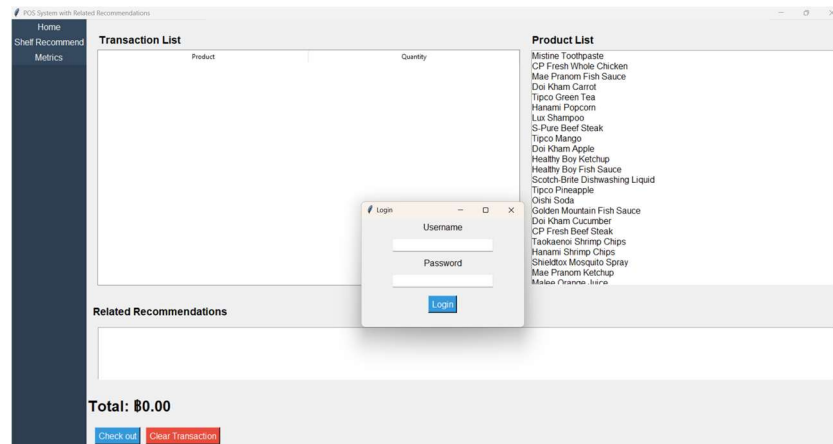 POS System with Related Recommendations
Home
Shelf Recommend
Metrics
Transaction List
Product
Quantity
Product List
Mistine Toothpaste
CP Fresh Whole Chicken
Mae Pranom Fish Sauce
Doi Kham Carrot
Tipco Green Tea
Hanami Popcorn
Lux Shampoo
S-Pure Beef Steak
Tipco Mango
Doi Kham Apple
Healthy Boy Ketchup
Healthy Boy Fish Sauce
Scotch-Brite Dishwashing Liquid
Tipco Pineapple
Oishi Soda
Golden Mountain Fish Sauce
Doi Kham Cucumber
CP Fresh Beef Steak
Taokaenoi Shrimp Chips
Hanami Shrimp Chips
Shieldtox Mosquito Spray
Mae Pranom Ketchup
Malee Orange Juice
Login
Username
Password
Login
Related Recommendations
Total: ฿0.00
Check out
Clear Transaction